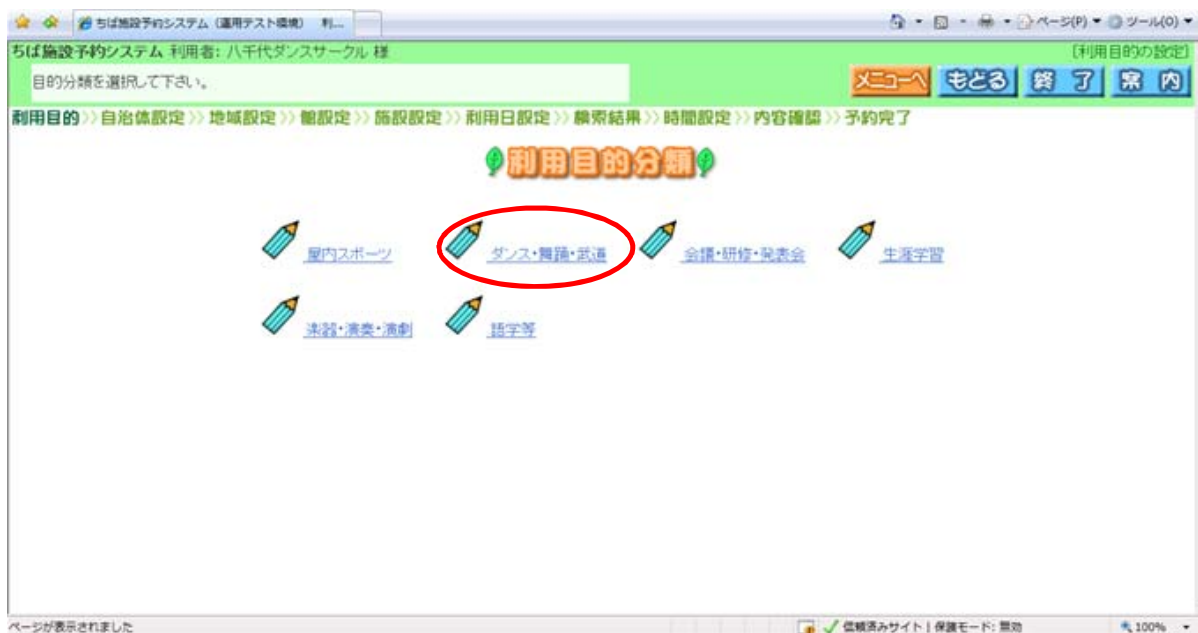 ちば施設予約システム（運用テスト環境） 利...
ページ(P) ツール(O)
ちば施設予約システム 利用者: 八千代ダンスサークル 様
[利用目的の設定]
目的分類を選択して下さい。
メニューへ もどる 終了 案内
利用目的>>自治体設定>>地域設定>>館設定>>施設設定>>利用日設定>>検索結果>>時間設定>>内容確認>>予約完了
利用目的分類
屋内スポーツ ダンス・舞踊・武道 会議・研修・発表会 生涯学習
楽器・演奏・演劇 語学等
ページが表示されました 信頼済みサイト | 保護モード: 無効 100%